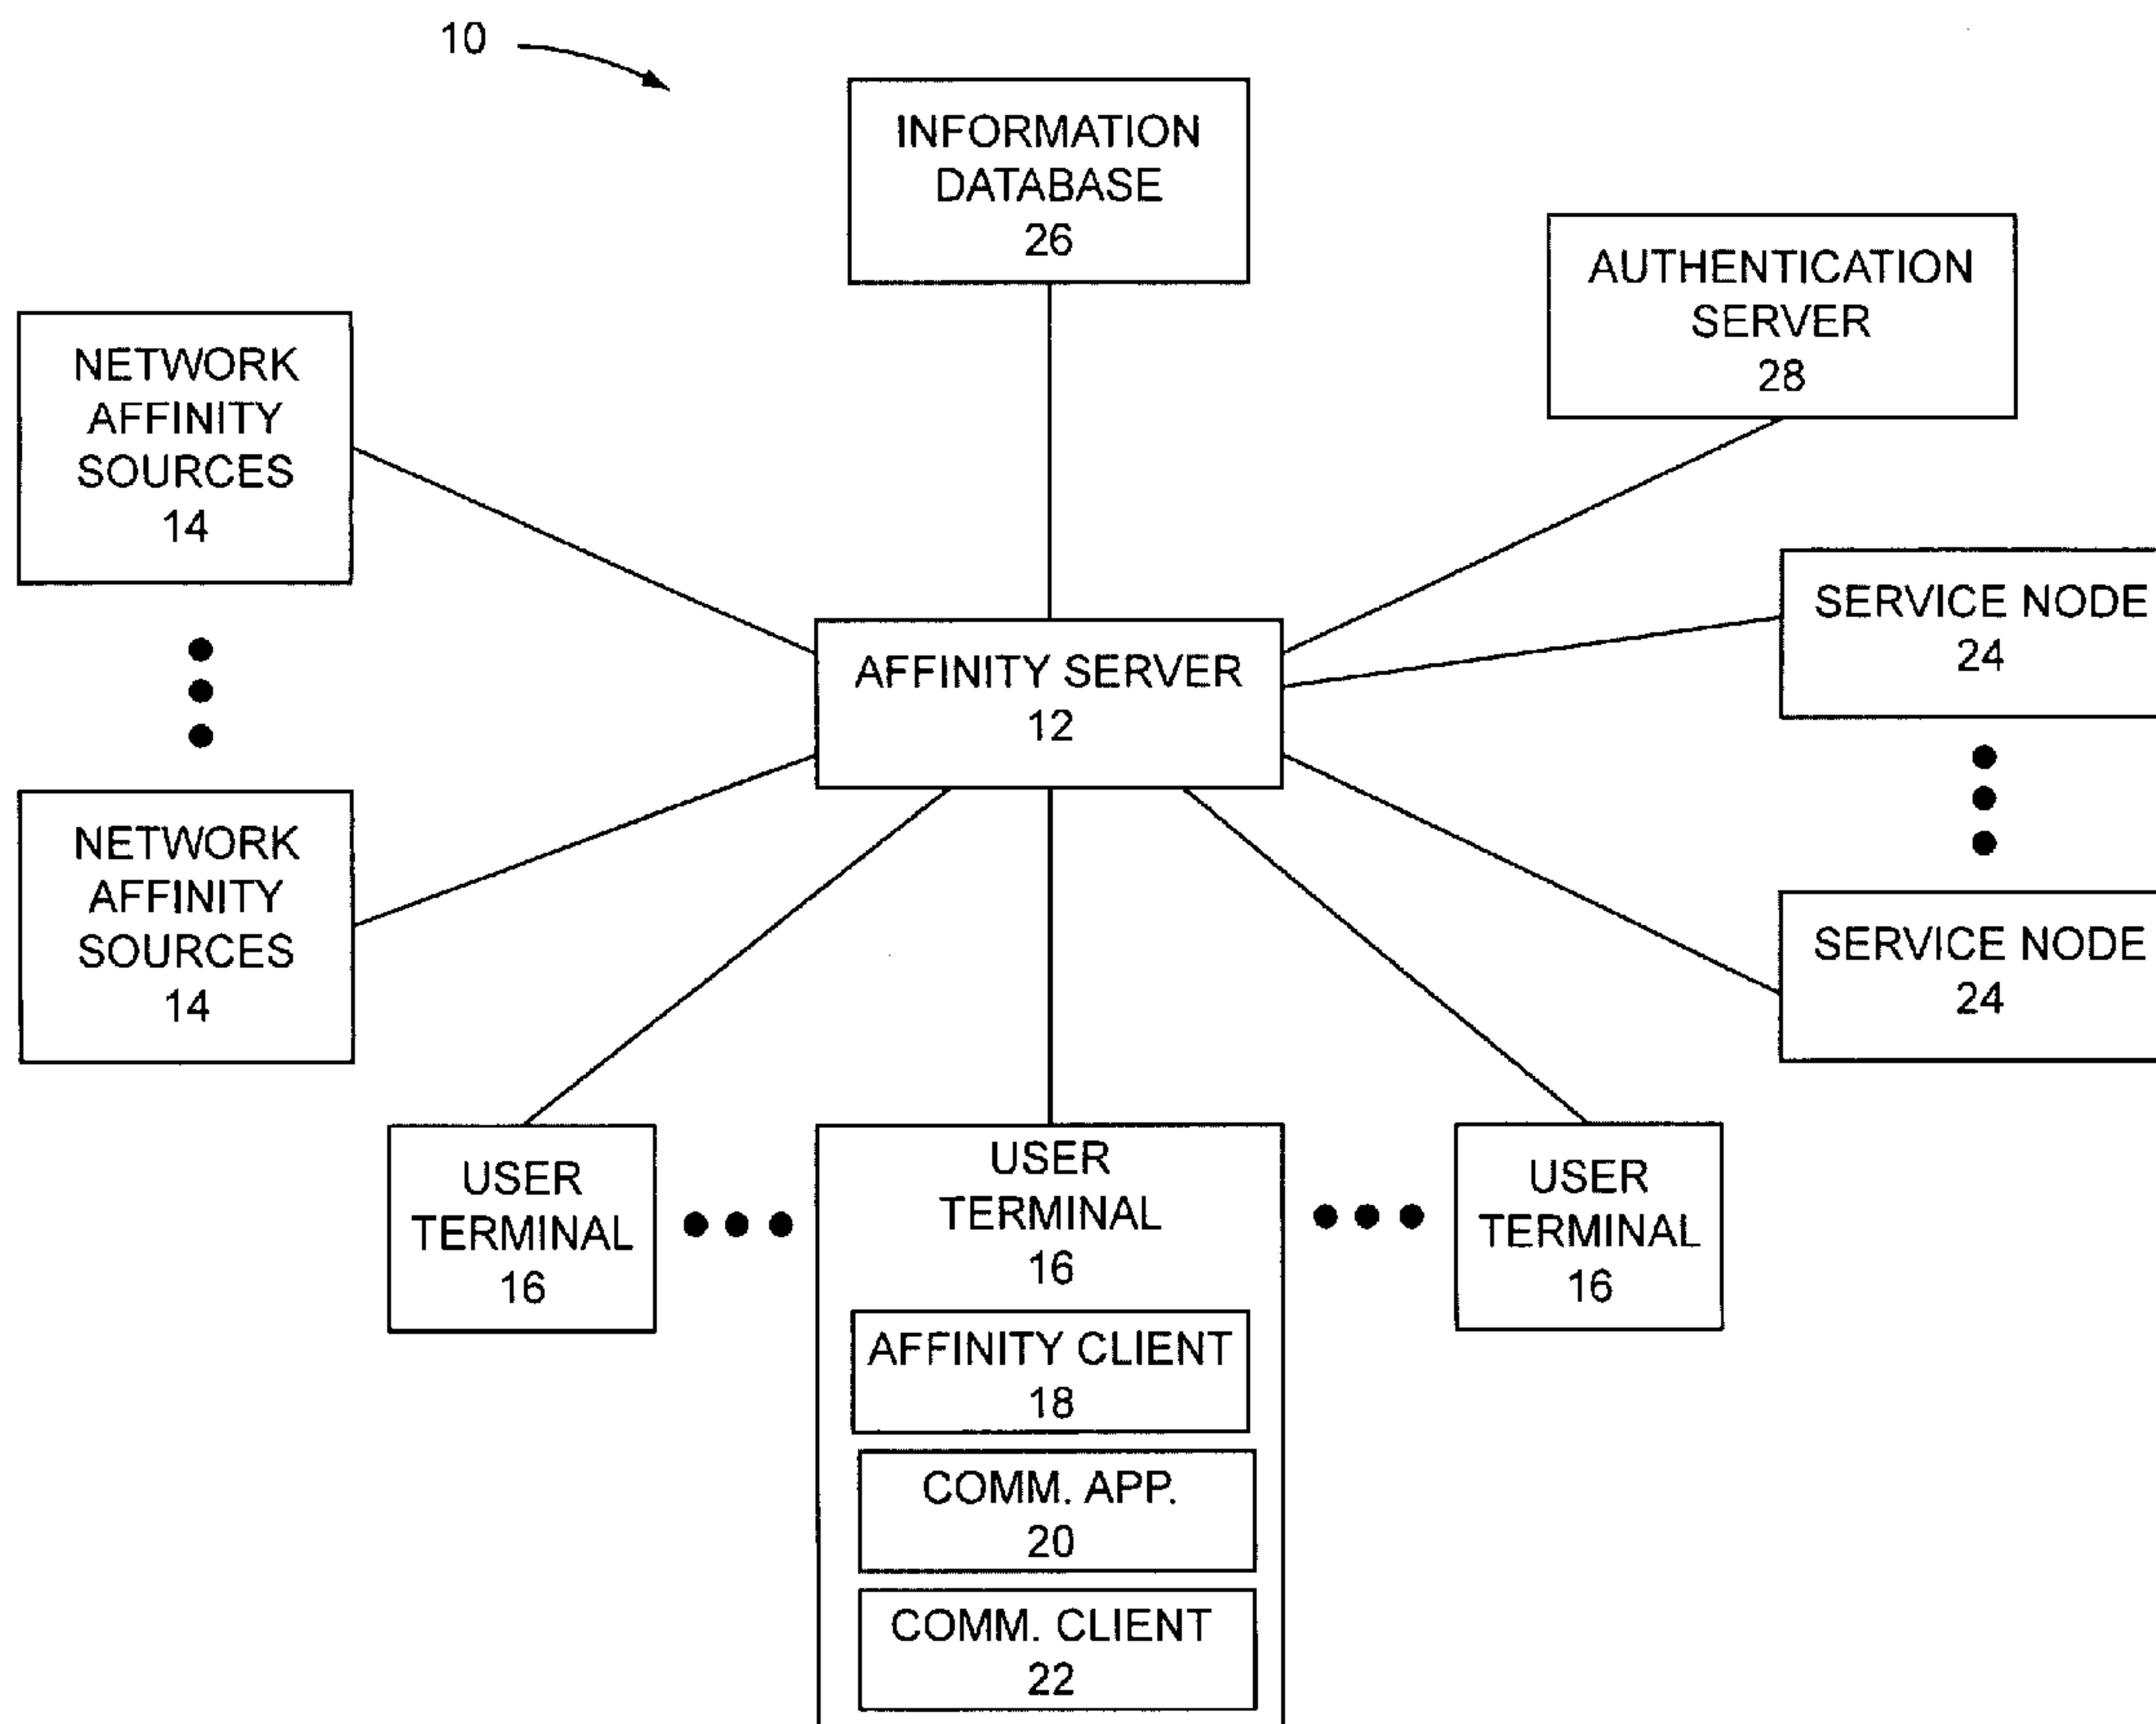 10
INFORMATION
DATABASE
26
AUTHENTICATION
SERVER
28
NETWORK
AFFINITY
SOURCES
14
SERVICE NODE
24
AFFINITY SERVER
12
NETWORK
AFFINITY
SOURCES
14
SERVICE NODE
24
USER
TERMINAL
16
USER
TERMINAL
16
AFFINITY CLIENT
18
COMM. APP.
20
COMM. CLIENT
22
USER
TERMINAL
16